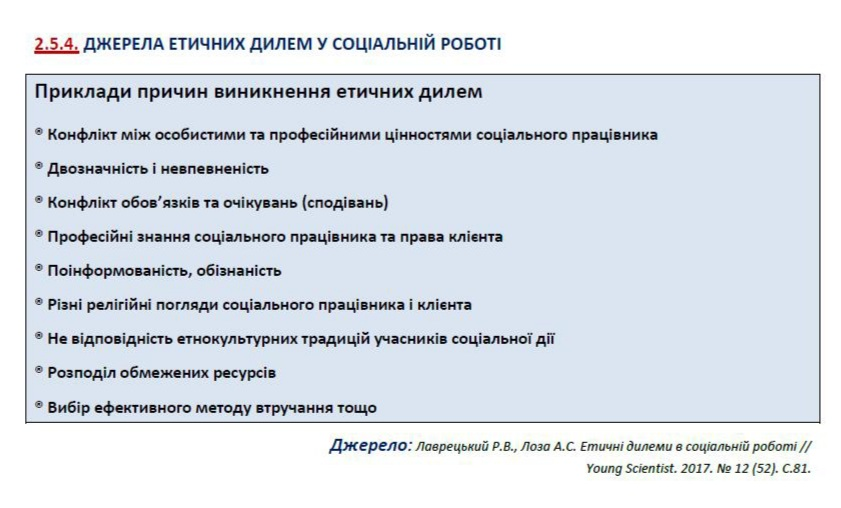 2.5.4. ДЖЕРЕЛА ЕТИЧНИХ ДИЛЕМ У СОЦІАЛЬНІЙ РОБОТІ
Приклади причин виникнення етичних дилем
® Конфлікт між особистими та професійними цінностями соціального працівника
® Двозначність і невпевненість
® Конфлікт обов’язків та очікувань (сподівань)
® Професійні знання соціального працівника та права клієнта
® Поінформованість, обізнаність
® Різні релігійні погляди соціального працівника і клієнта
® Не відповідність етнокультурних традицій учасників соціальної дії
® Розподіл обмежених ресурсів
® Вибір ефективного методу втручання тощо
Джерело: Лаврецький Р.В., Лоза А.С. Етичні дилеми в соціальній роботі //
Young Scientist. 2017. № 12 (52). С.81.